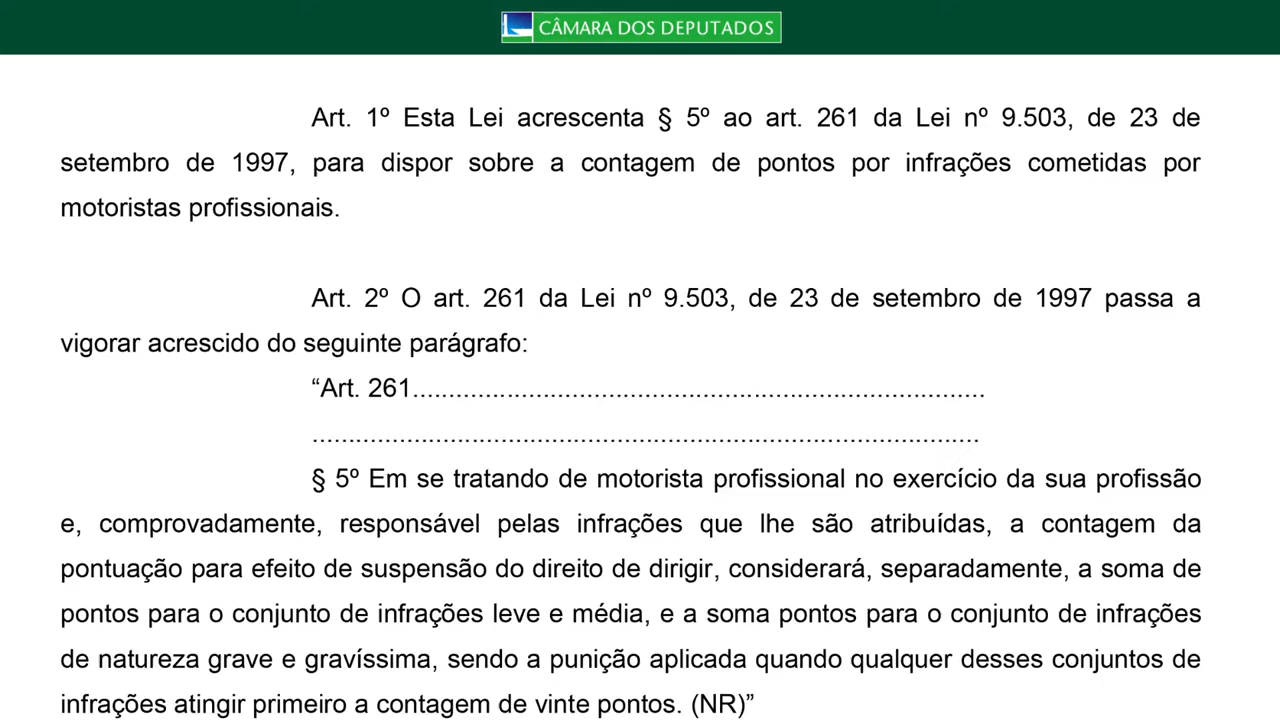 CÂMARA DOS DEPUTADOS
Art. 1º Esta Lei acrescenta § 5º ao art. 261 da Lei nº 9.503, de 23 de
setembro de 1997, para dispor sobre a contagem de pontos por infrações cometidas por
motoristas profissionais.
Art. 2º O art. 261 da Lei nº 9.503, de 23 de setembro de 1997 passa a
vigorar acrescido do seguinte parágrafo:
“Art. 261...............................................................................
............................................................................................
§ 5º Em se tratando de motorista profissional no exercício da sua profissão
e, comprovadamente, responsável pelas infrações que lhe são atribuídas, a contagem da
pontuação para efeito de suspensão do direito de dirigir, considerará, separadamente, a soma de
pontos para o conjunto de infrações leve e média, e a soma pontos para o conjunto de infrações
de natureza grave e gravíssima, sendo a punição aplicada quando qualquer desses conjuntos de
infrações atingir primeiro a contagem de vinte pontos. (NR)”